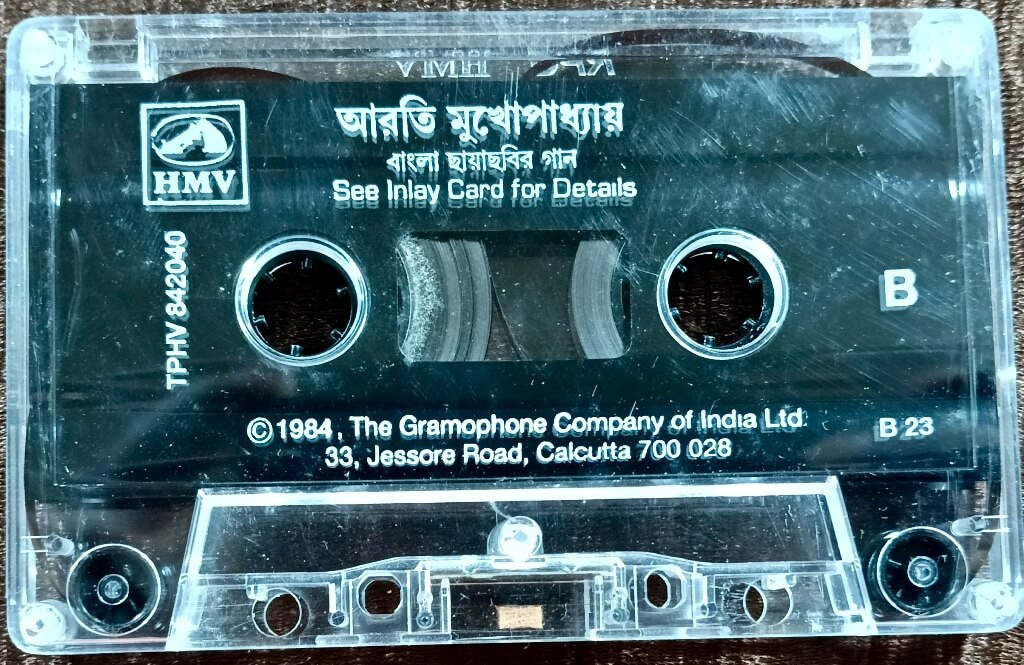 আরতি মুখোপাধ্যায়
বাংলা ছায়াছবির গান
See Inlay Card for Details
HMV
TPHV 842040
B
©1984, The Gramophone Company of India Ltd
33, Jessore Road, Calcutta 700 028
B 23